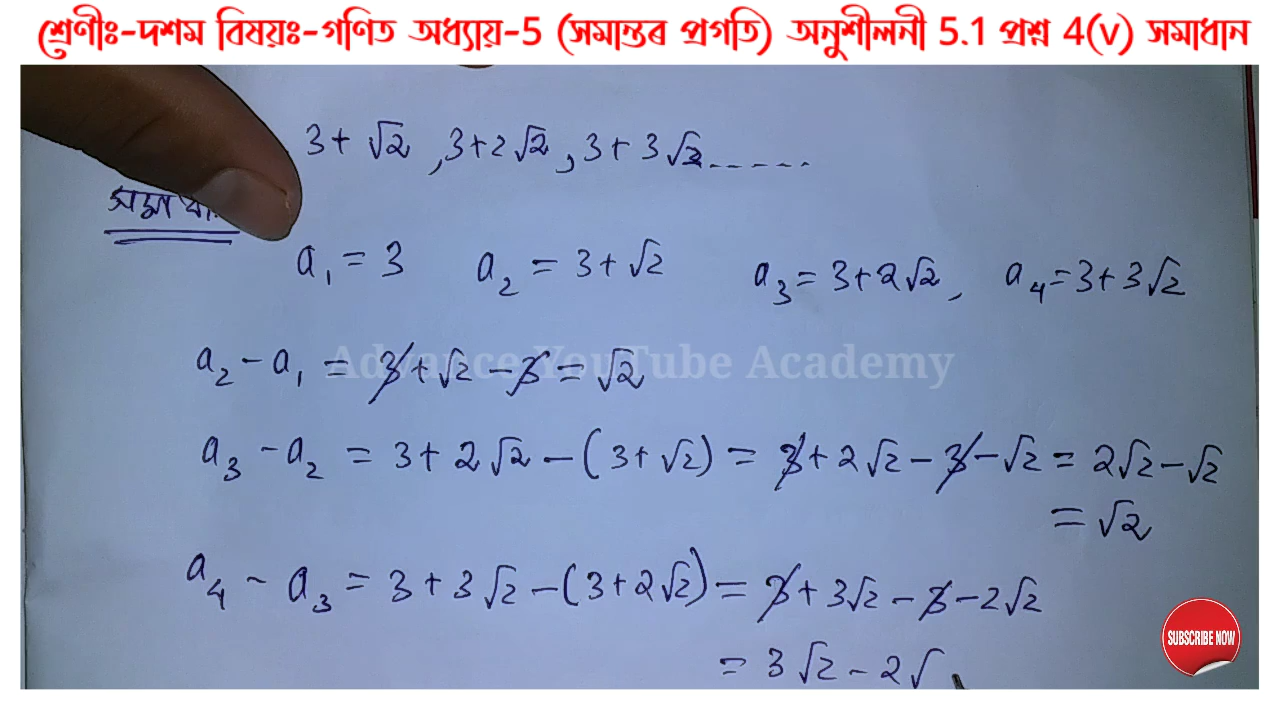 শ্ৰেণীঃ-দশম বিষয়ঃ-গণিত অধ্যায়-5 (সমান্তৰ প্ৰগতি) অনুশীলনী 5.1 প্ৰশ্ন 4(v) সমাধান
3 + √2 , 3 + 2√2 , 3 + 3√2 ......
a₁ = 3 a₂ = 3 + √2 a₃ = 3 + 2√2 , a₄ = 3 + 3√2
Advance YouTube Academy
a₂ - a₁ = 3 + √2 - 3 = √2
a₃ - a₂ = 3 + 2√2 - (3 + √2) = 3 + 2√2 - 3 - √2 = 2√2 - √2
= √2
a₄ - a₃ = 3 + 3√2 - (3 + 2√2) = 3 + 3√2 - 3 - 2√2
= 3√2 - 2√
SUBSCRIBE NOW